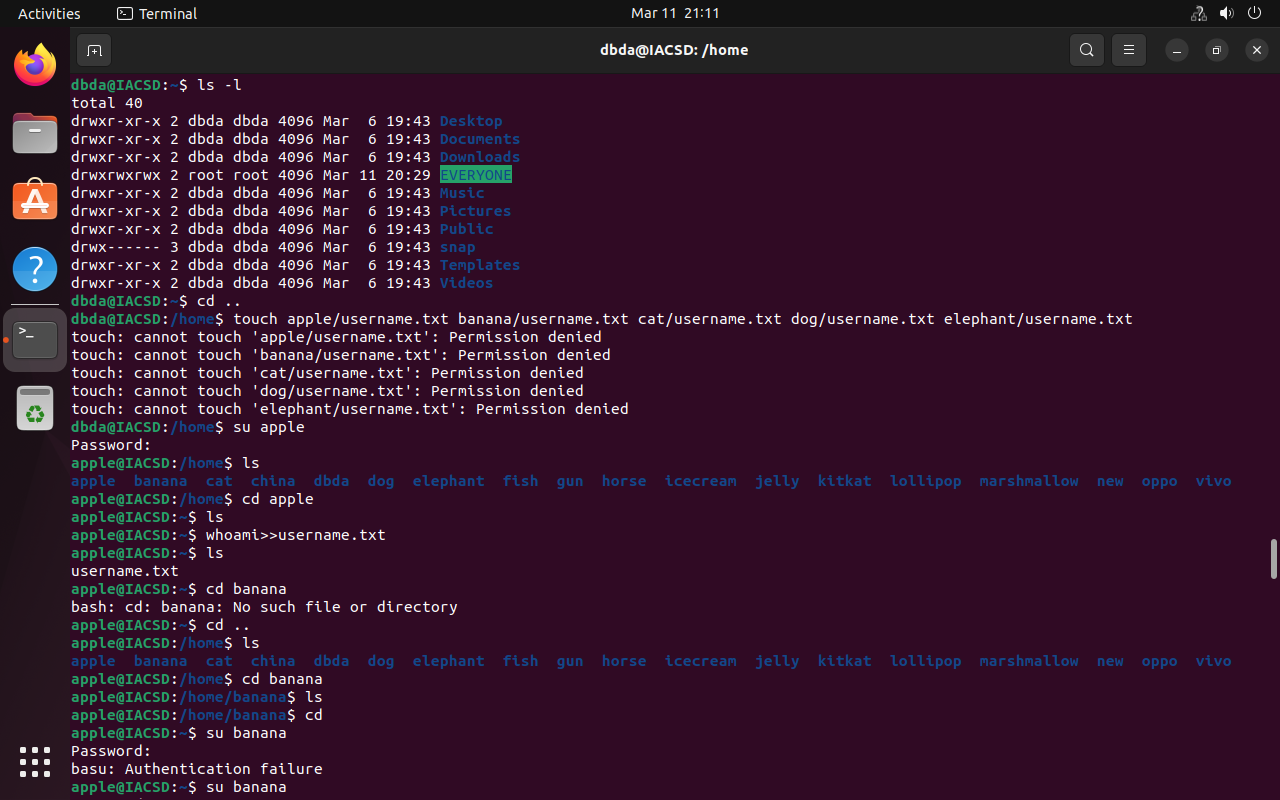 Activities
Terminal
Mar 11 21:11
dbda@IACSD: /home
dbda@IACSD:~$ ls -l
total 40
drwxr-xr-x 2 dbda dbda 4096 Mar  6 19:43 Desktop
drwxr-xr-x 2 dbda dbda 4096 Mar  6 19:43 Documents
drwxr-xr-x 2 dbda dbda 4096 Mar  6 19:43 Downloads
drwxrwxrwx 2 root root 4096 Mar 11 20:29 EVERYONE
drwxr-xr-x 2 dbda dbda 4096 Mar  6 19:43 Music
drwxr-xr-x 2 dbda dbda 4096 Mar  6 19:43 Pictures
drwxr-xr-x 2 dbda dbda 4096 Mar  6 19:43 Public
drwx------ 3 dbda dbda 4096 Mar  6 19:43 snap
drwxr-xr-x 2 dbda dbda 4096 Mar  6 19:43 Templates
drwxr-xr-x 2 dbda dbda 4096 Mar  6 19:43 Videos
dbda@IACSD:~$ cd ..
dbda@IACSD:/home$ touch apple/username.txt banana/username.txt cat/username.txt dog/username.txt elephant/username.txt
touch: cannot touch 'apple/username.txt': Permission denied
touch: cannot touch 'banana/username.txt': Permission denied
touch: cannot touch 'cat/username.txt': Permission denied
touch: cannot touch 'dog/username.txt': Permission denied
touch: cannot touch 'elephant/username.txt': Permission denied
dbda@IACSD:/home$ su apple
Password:
apple@IACSD:/home$ ls
apple  banana  cat  china  dbda  dog  elephant  fish  gun  horse  icecream  jelly  kitkat  lollipop  marshmallow  new  oppo  vivo
apple@IACSD:/home$ cd apple
apple@IACSD:~$ ls
apple@IACSD:~$ whoami>>username.txt
apple@IACSD:~$ ls
username.txt
apple@IACSD:~$ cd banana
bash: cd: banana: No such file or directory
apple@IACSD:~$ cd ..
apple@IACSD:/home$ ls
apple  banana  cat  china  dbda  dog  elephant  fish  gun  horse  icecream  jelly  kitkat  lollipop  marshmallow  new  oppo  vivo
apple@IACSD:/home$ cd banana
apple@IACSD:/home/banana$ ls
apple@IACSD:/home/banana$ cd
apple@IACSD:~$ su banana
Password:
basu: Authentication failure
apple@IACSD:~$ su banana